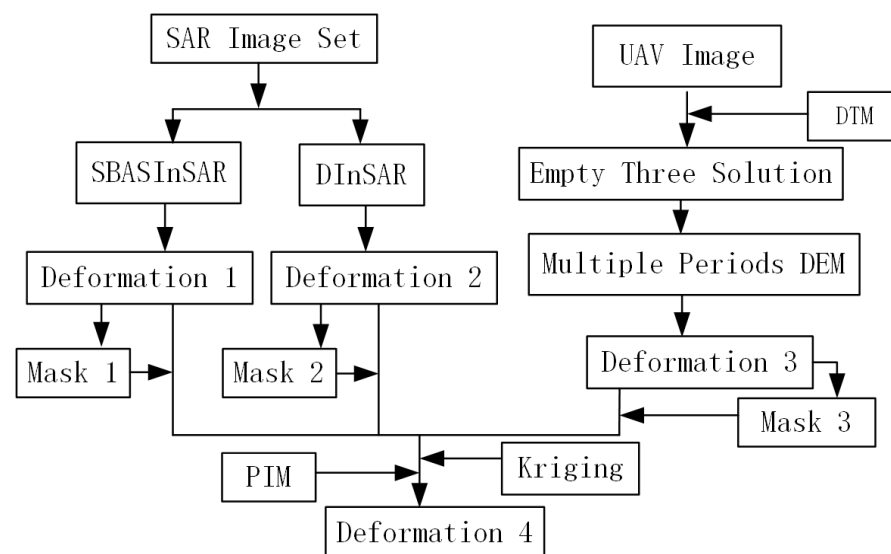 SAR Image Set
UAV Image
DTM
SBASInSAR
DInSAR
Empty Three Solution
Deformation 1
Deformation 2
Multiple Periods DEM
Mask 1
Mask 2
Deformation 3
Mask 3
PIM
Kriging
Deformation 4